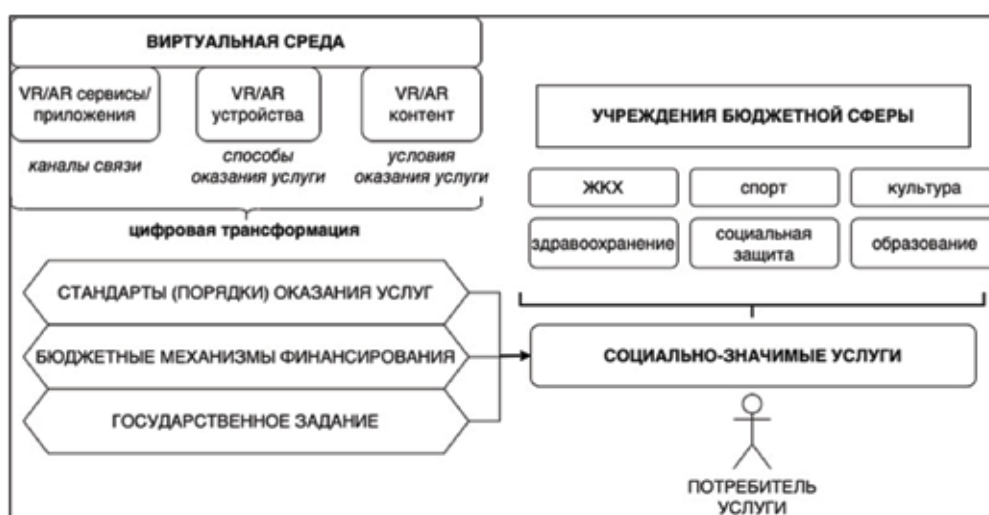 ВИРТУАЛЬНАЯ СРЕДА
VR/AR сервисы/
приложения
VR/AR
устройства
VR/AR
контент
каналы связи
способы
оказания услуги
условия
оказания услуги
цифровая трансформация
СТАНДАРТЫ (ПОРЯДКИ) ОКАЗАНИЯ УСЛУГ
БЮДЖЕТНЫЕ МЕХАНИЗМЫ ФИНАНСИРОВАНИЯ
ГОСУДАРСТВЕННОЕ ЗАДАНИЕ
УЧРЕЖДЕНИЯ БЮДЖЕТНОЙ СФЕРЫ
ЖКХ
спорт
культура
здравоохранение
социальная
защита
образование
СОЦИАЛЬНО-ЗНАЧИМЫЕ УСЛУГИ
ПОТРЕБИТЕЛЬ
УСЛУГИ